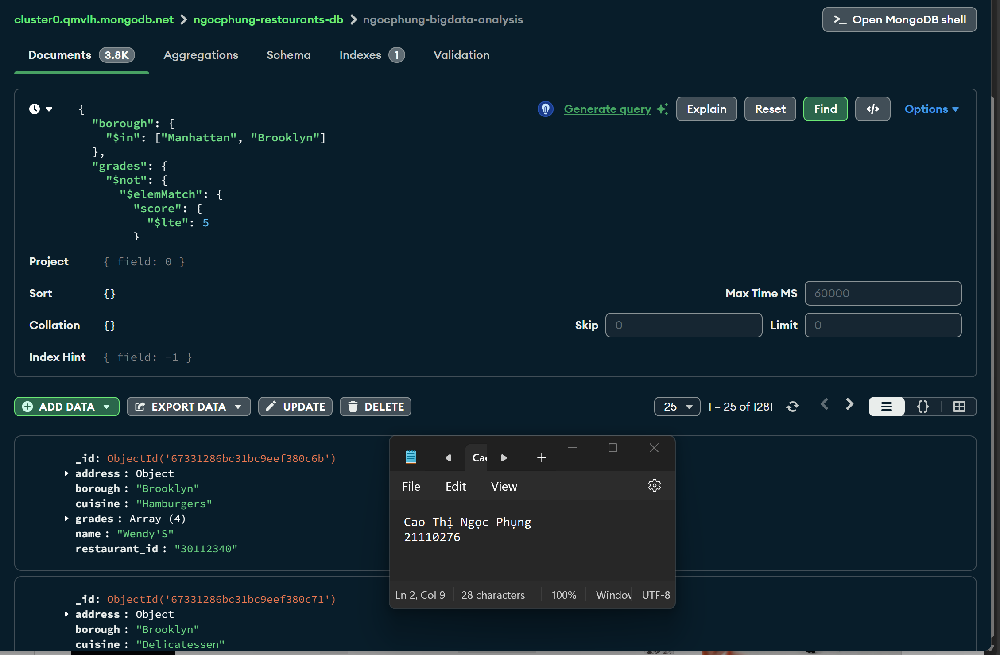 cluster0.qmvlh.mongodb.net > ngocphung-restaurants-db > ngocphung-bigdata-analysis
>_ Open MongoDB shell
Documents 3.8K Aggregations Schema Indexes 1 Validation
Generate query Explain Reset Find </> Options
{
"borough": {
"$in": ["Manhattan", "Brooklyn"]
},
"grades": {
"$not": {
"$elemMatch": {
"score": {
"$lte": 5
}
Project { field: 0 }
Sort {} Max Time MS 60000
Collation {} Skip 0 Limit 0
Index Hint { field: -1 }
ADD DATA EXPORT DATA UPDATE DELETE 25 1 – 25 of 1281 {}
_id: ObjectId('67331286bc31bc9eef380c6b')
address : Object
borough : "Brooklyn"
cuisine : "Hamburgers"
grades : Array (4)
name : "Wendy'S"
restaurant_id : "30112340"
_id: ObjectId('67331286bc31bc9eef380c71')
address : Object
borough : "Brooklyn"
cuisine : "Delicatessen"
Cao
File Edit View
Cao Thị Ngọc Phụng
21110276
Ln 2, Col 9 28 characters 100% Window UTF-8